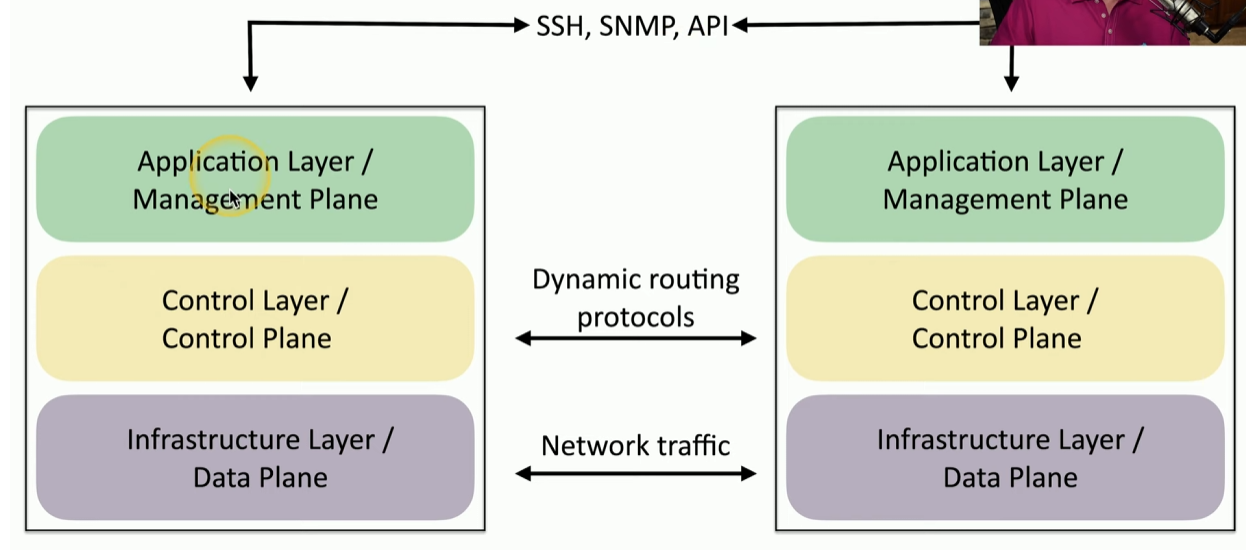 SSH, SNMP, API
Application Layer /
Management Plane
Application Layer /
Management Plane
Control Layer /
Control Plane
Dynamic routing
protocols
Control Layer /
Control Plane
Infrastructure Layer /
Data Plane
Network traffic
Infrastructure Layer /
Data Plane